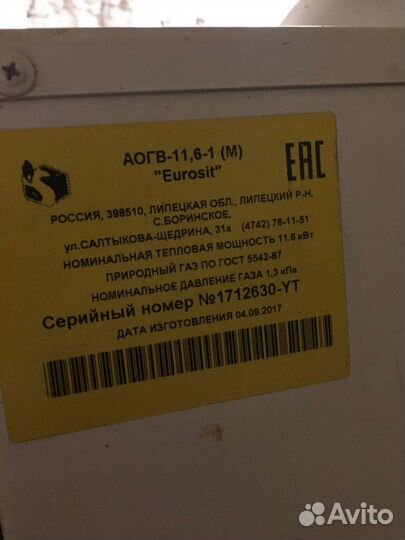 АОГВ-11,6-1 (М)
"Eurosit"
EAC
РОССИЯ, 398510, ЛИПЕЦКАЯ ОБЛ., ЛИПЕЦКИЙ Р-Н,
С.БОРИНСКОЕ,
ул.САЛТЫКОВА-ЩЕДРИНА, 31а (4742) 76-11-51
НОМИНАЛЬНАЯ ТЕПЛОВАЯ МОЩНОСТЬ 11.6 кВт
ПРИРОДНЫЙ ГАЗ ПО ГОСТ 5542-87
НОМИНАЛЬНОЕ ДАВЛЕНИЕ ГАЗА 1,3 кПа
Серийный номер №1712630-YT
ДАТА ИЗГОТОВЛЕНИЯ 04.09.2017
Avito